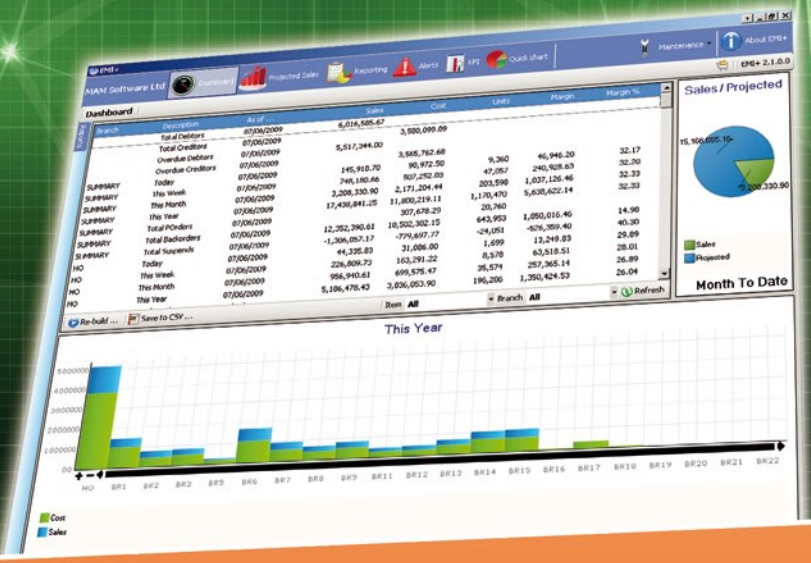 EMI+
MAM Software Ltd Dashboard Projected Sales Reporting Alerts KPI Quick chart Maintenance About EMI+
EMI+ 2.1.0.0
Dashboard
Branch Description As of ... Sales Cost Units Margin Margin %
Total Debtors 07/06/2009 6,016,585.67
Total Creditors 07/06/2009 3,580,099.09
Overdue Debtors 07/06/2009 5,517,344.00
Overdue Creditors 07/06/2009 3,565,762.68
SUMMARY Today 07/06/2009 145,918.70 90,972.50 9,360 46,946.20 32.17
SUMMARY This Week 07/06/2009 748,180.66 507,252.03 47,057 240,928.63 32.20
SUMMARY This Month 07/06/2009 3,208,330.90 2,171,204.44 203,598 1,037,126.46 32.33
SUMMARY This Year 07/06/2009 17,438,841.25 11,800,219.11 1,170,470 5,638,622.14 32.33
SUMMARY Total POrders 07/06/2009 307,678.29 20,760
SUMMARY Total Backorders 07/06/2009 12,352,390.61 10,502,302.15 643,953 1,850,016.46 14.98
SUMMARY Total Suspends 07/06/2009 -1,306,057.17 -779,697.77 -24,051 -526,359.40 40.30
HO Today 07/06/2009 44,335.83 31,086.00 1,699 13,249.83 29.89
HO This Week 07/06/2009 226,809.73 163,291.22 8,578 63,518.51 28.01
HO This Month 07/06/2009 956,940.61 699,575.47 35,574 257,365.14 26.89
HO This Year 07/06/2009 5,186,478.43 3,836,053.90 196,206 1,350,424.53 26.04
Re-build ... Save to CSV ... Item All Branch All Refresh
Sales / Projected
3,208,330.90
Sales
Projected
Month To Date
This Year
5000000
4000000
3000000
2000000
1000000
00
HO BR1 BR2 BR3 BR5 BR6 BR7 BR8 BR9 BR11 BR12 BR13 BR14 BR15 BR16 BR17 BR18 BR19 BR20 BR21 BR22
Cost
Sales